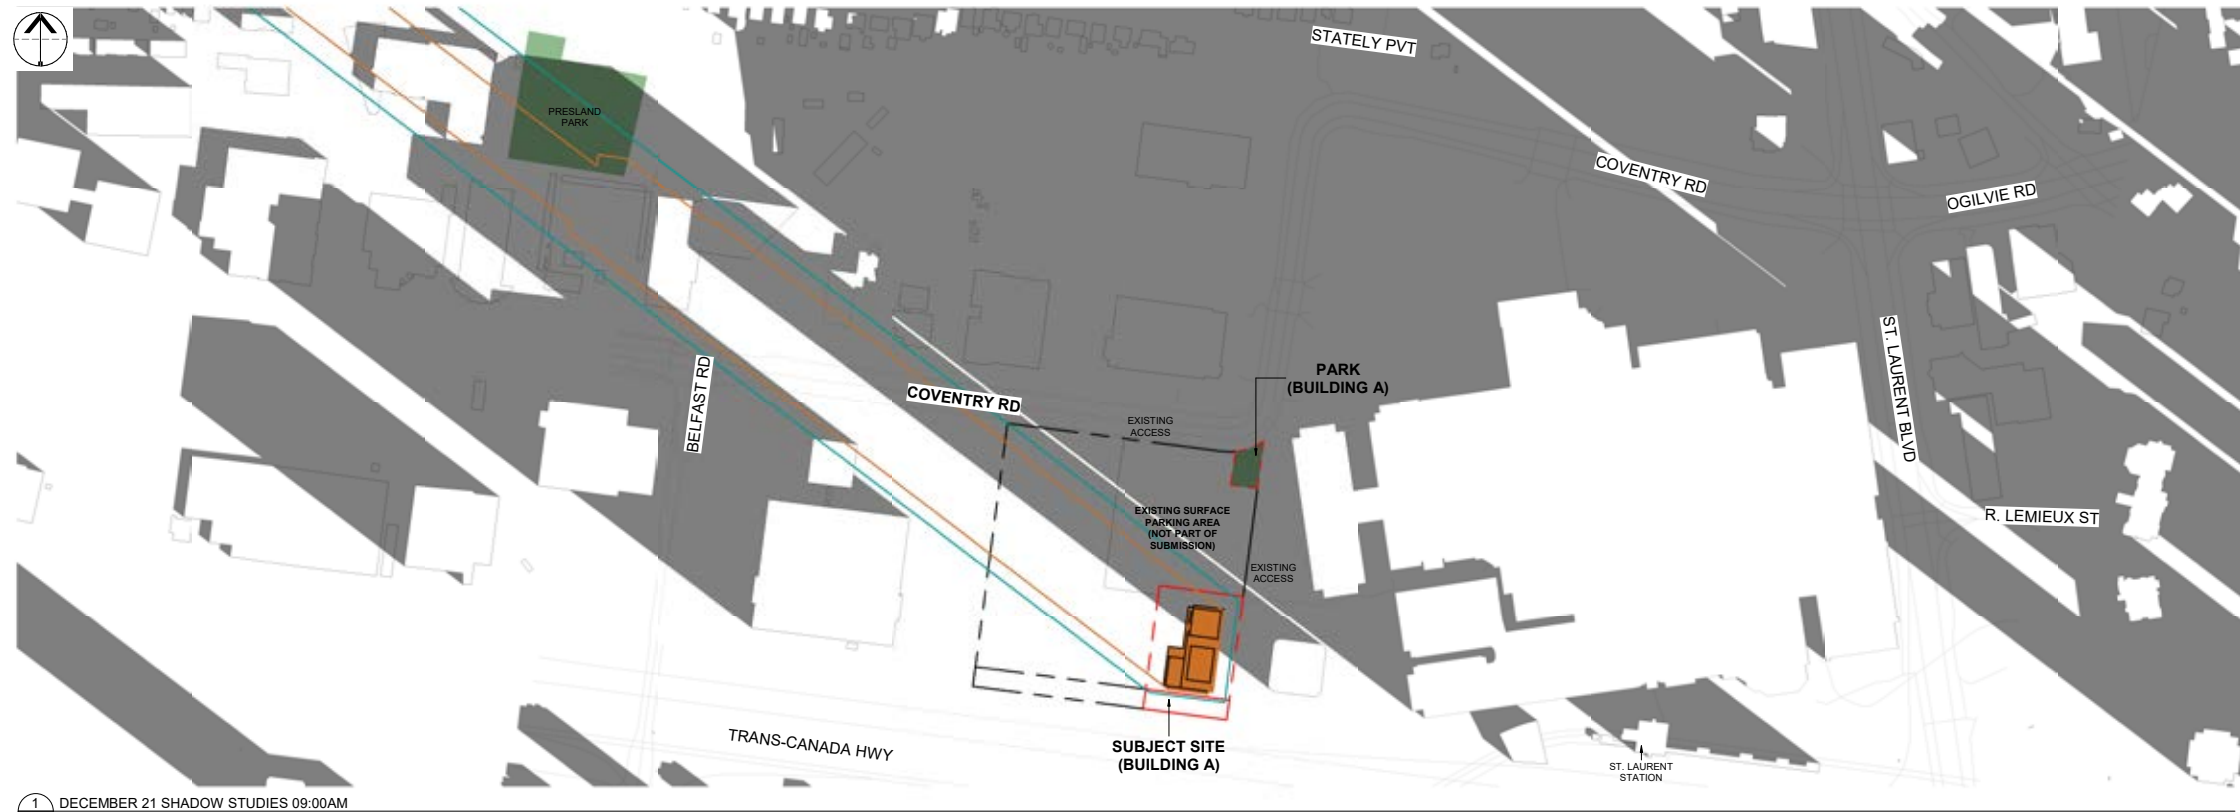 STATELY PVT
PRESLAND
PARK
COVENTRY RD
OGILVIE RD
ST. LAURENT BLVD
BELFAST RD
PARK
(BUILDING A)
COVENTRY RD
EXISTING
ACCESS
EXISTING SURFACE
PARKING AREA
(NOT PART OF
SUBMISSION)
R. LEMIEUX ST
EXISTING
ACCESS
TRANS-CANADA HWY
SUBJECT SITE
(BUILDING A)
ST. LAURENT
STATION
1 DECEMBER 21 SHADOW STUDIES 09:00AM